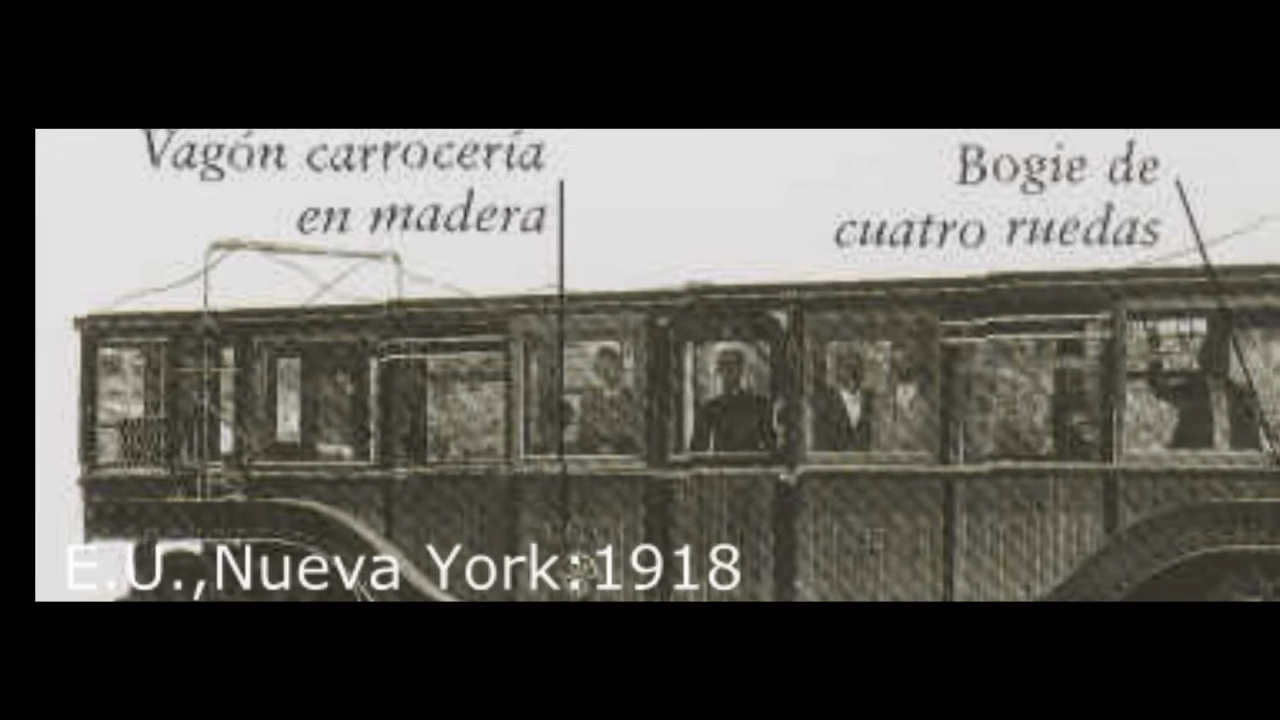 Vagón carrocería
en madera
Bogie de
cuatro ruedas
E.U.,Nueva York:1918